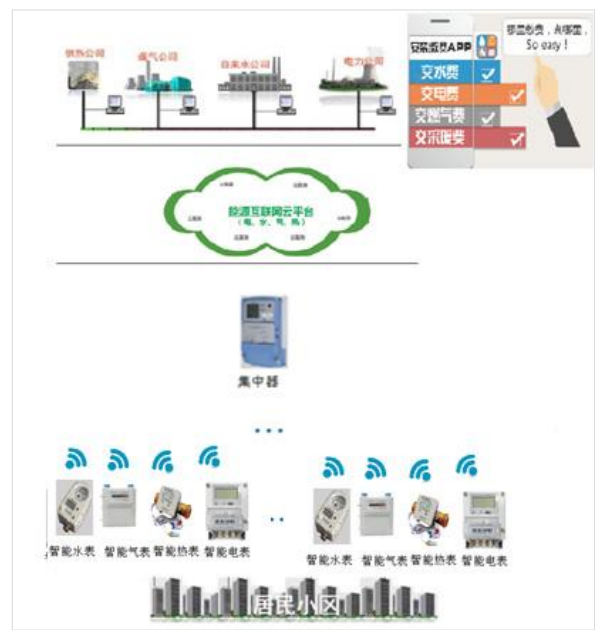 供热公司
煤气公司
自来水公司
电力公司
交水费
交电费
交燃气费
交采暖费
So easy !
能源互联网云平台
(电、水、气、热)
集中器
...
智能水表 智能气表 智能热表 智能电表
..
智能水表 智能气表 智能热表 智能电表
居民小区